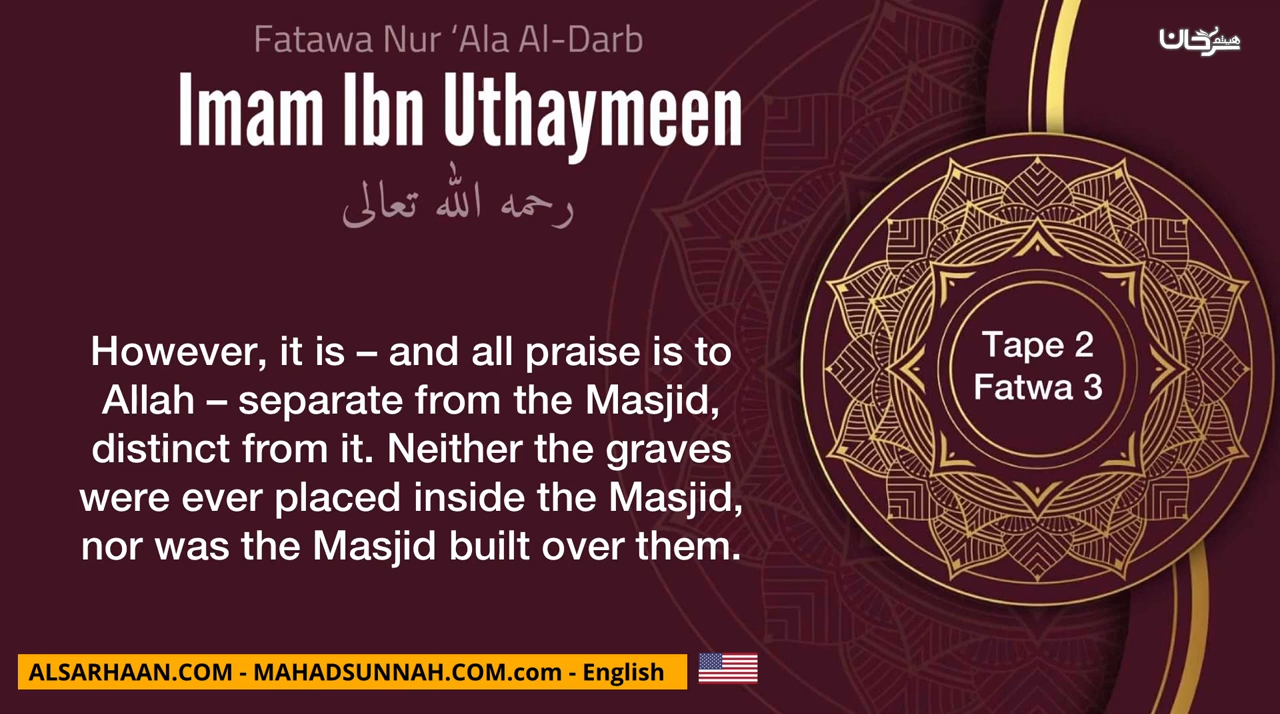 Fatawa Nur ‘Ala Al-Darb
Imam Ibn Uthaymeen
رحمه الله تعالى
هيثم سرحان
However, it is – and all praise is to
Allah – separate from the Masjid,
distinct from it. Neither the graves
were ever placed inside the Masjid,
nor was the Masjid built over them.
Tape 2
Fatwa 3
ALSARHAAN.COM - MAHADSUNNAH.COM.com - English